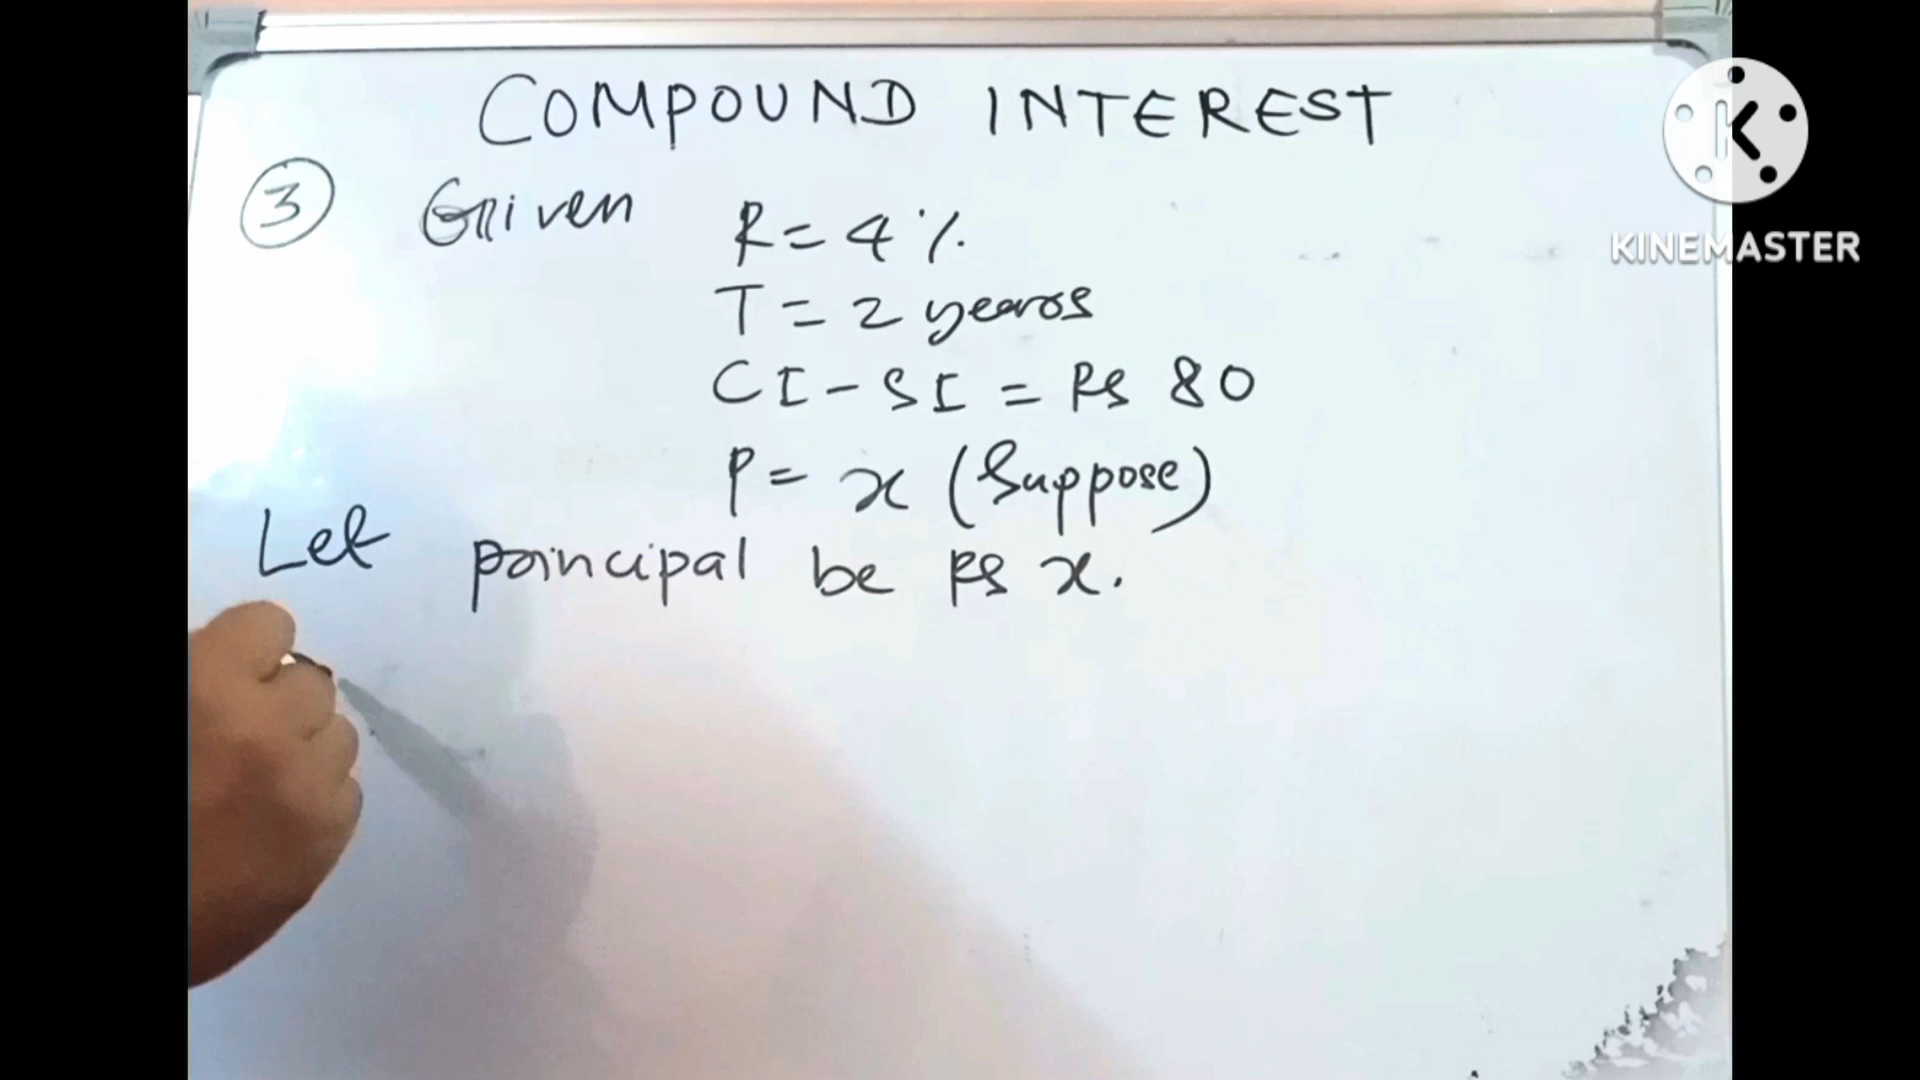 COMPOUND INTEREST
3 Given R = 4 %
T = 2 years
CI - SI = Rs 80
P = x (Suppose)
Let principal be Rs x.
K
KINEMASTER